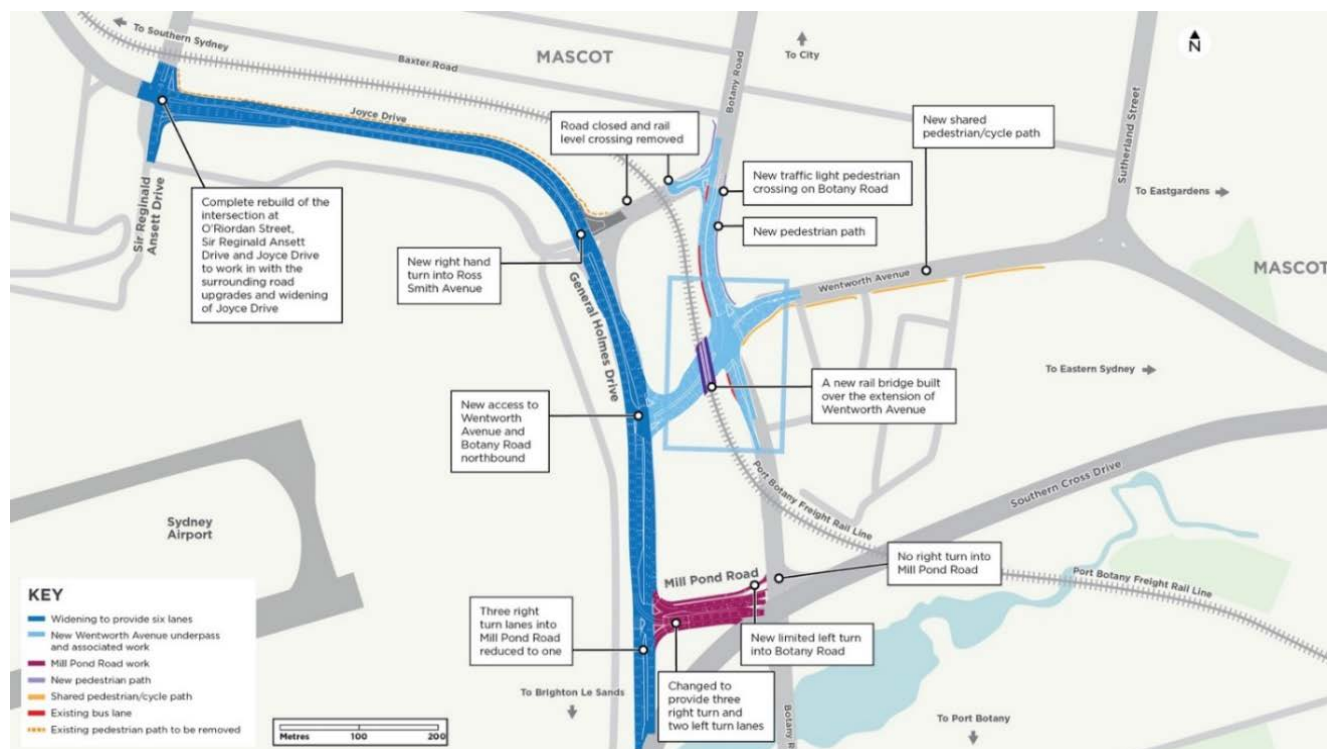 To Southern Sydney
MASCOT
Baxter Road
To City
Botany Road
N
Joyce Drive
Road closed and rail
level crossing removed
New shared
pedestrian/cycle path
Sutherland Street
New traffic light pedestrian
crossing on Botany Road
To Eastgardens
Sir Reginald
Ansett Drive
Complete rebuild of the
intersection at
O'Riordan Street,
Sir Reginald Ansett
Drive and Joyce Drive
to work in with the
surrounding road
upgrades and widening
of Joyce Drive
New pedestrian path
New right hand
turn into Ross
Smith Avenue
Wentworth Avenue
MASCOT
General Holmes Drive
To Eastern Sydney
A new rail bridge built
over the extension of
Wentworth Avenue
New access to
Wentworth
Avenue and
Botany Road
northbound
Port Botany Freight Rail Line
Southern Cross Drive
Sydney
Airport
No right turn into
Mill Pond Road
Mill Pond Road
Port Botany Freight Rail Line
KEY
Widening to provide six lanes
New Wentworth Avenue underpass
and associated work
Mill Pond Road work
New pedestrian path
Shared pedestrian/cycle path
Existing bus lane
Existing pedestrian path to be removed
Three right
turn lanes into
Mill Pond Road
reduced to one
New limited left turn
into Botany Road
Changed to
provide three
right turn and
two left turn lanes
To Brighton Le Sands
Botany R
To Port Botany
Metres 100 200